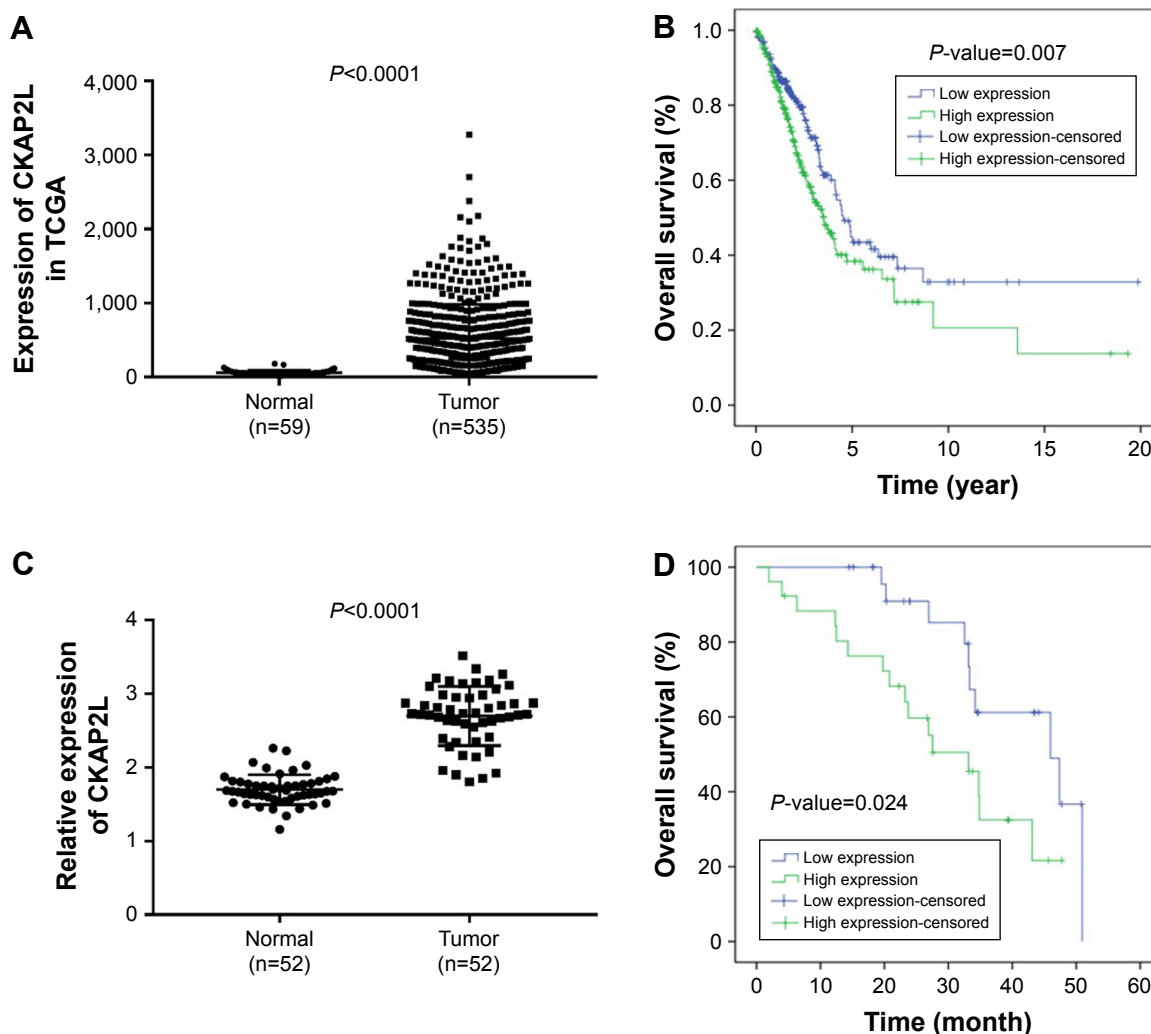 A
P<0.0001
Expression of CKAP2L
in TCGA
4,000
3,000
2,000
1,000
0
Normal
(n=59)
Tumor
(n=535)
B
P-value=0.007
Low expression
High expression
Low expression-censored
High expression-censored
Overall survival (%)
1.0
0.8
0.6
0.4
0.2
0.0
0
5
10
15
20
Time (year)
C
P<0.0001
Relative expression
of CKAP2L
4
3
2
1
0
Normal
(n=52)
Tumor
(n=52)
D
Overall survival (%)
100
80
60
40
20
0
P-value=0.024
Low expression
High expression
Low expression-censored
High expression-censored
0
10
20
30
40
50
60
Time (month)